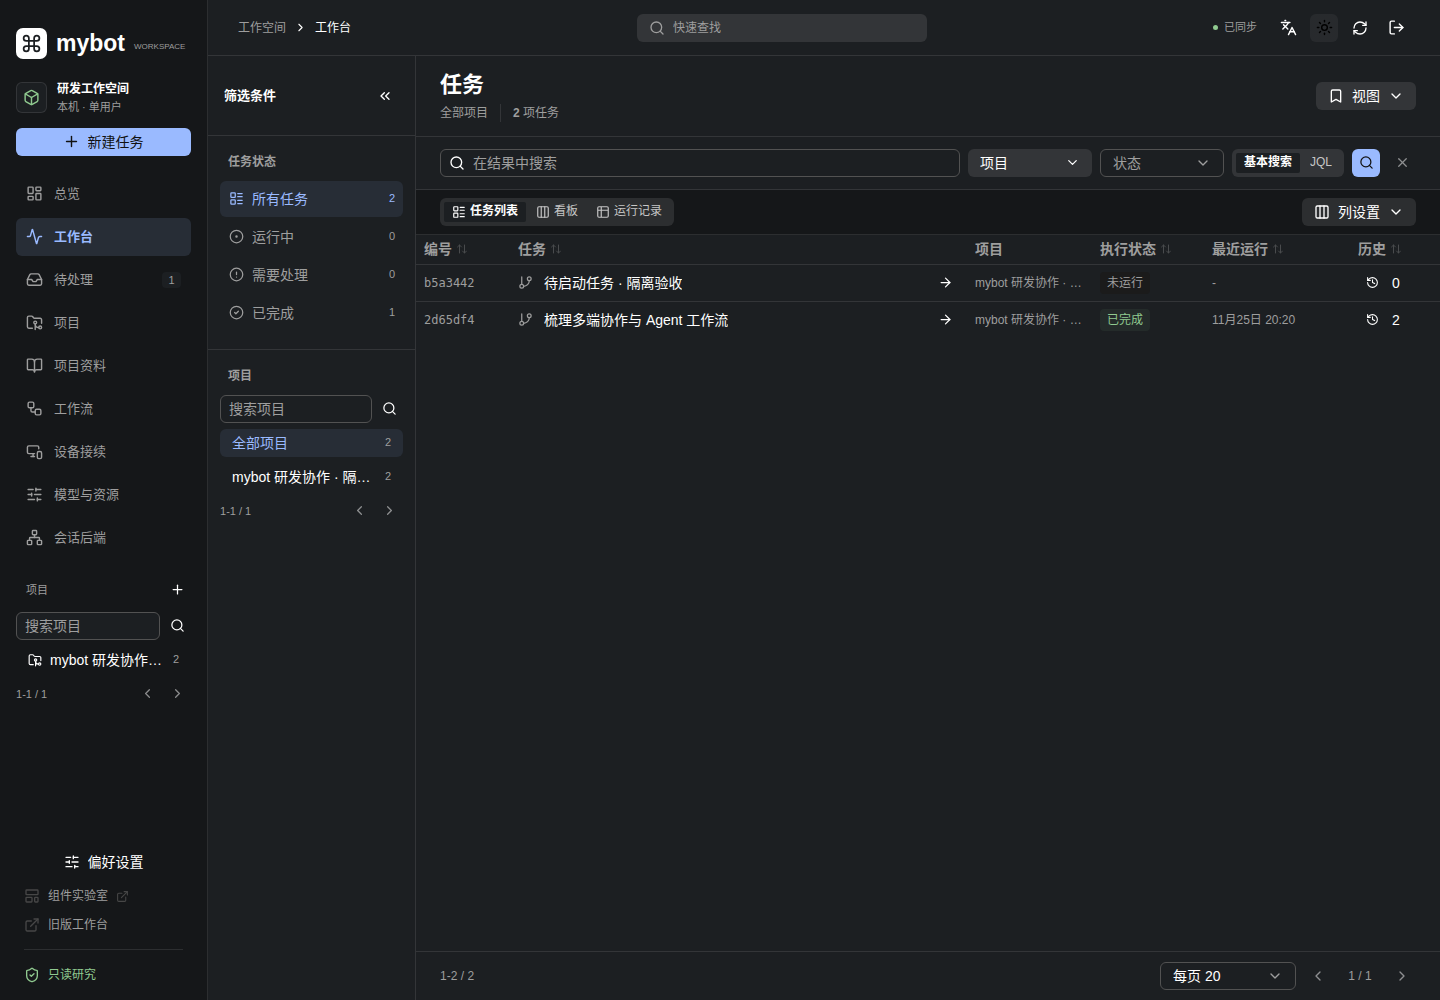 mybot WORKSPACE
研发工作空间
本机 · 单用户
新建任务
总览
工作台
待处理 1
项目
项目资料
工作流
设备接续
模型与资源
会话后端
项目
搜索项目
mybot 研发协作… 2
1-1 / 1
偏好设置
组件实验室
旧版工作台
只读研究
工作空间 工作台
快速查找
已同步
筛选条件
任务状态
所有任务 2
运行中 0
需要处理 0
已完成 1
项目
搜索项目
全部项目 2
mybot 研发协作 · 隔… 2
1-1 / 1
任务
全部项目 2 项任务
视图
在结果中搜索 项目 状态 基本搜索 JQL
任务列表 看板 运行记录 列设置
编号 任务 项目 执行状态 最近运行 历史
b5a3442 待启动任务 · 隔离验收 mybot 研发协作 · … 未运行 - 0
2d65df4 梳理多端协作与 Agent 工作流 mybot 研发协作 · … 已完成 11月25日 20:20 2
1-2 / 2 每页 20 1 / 1